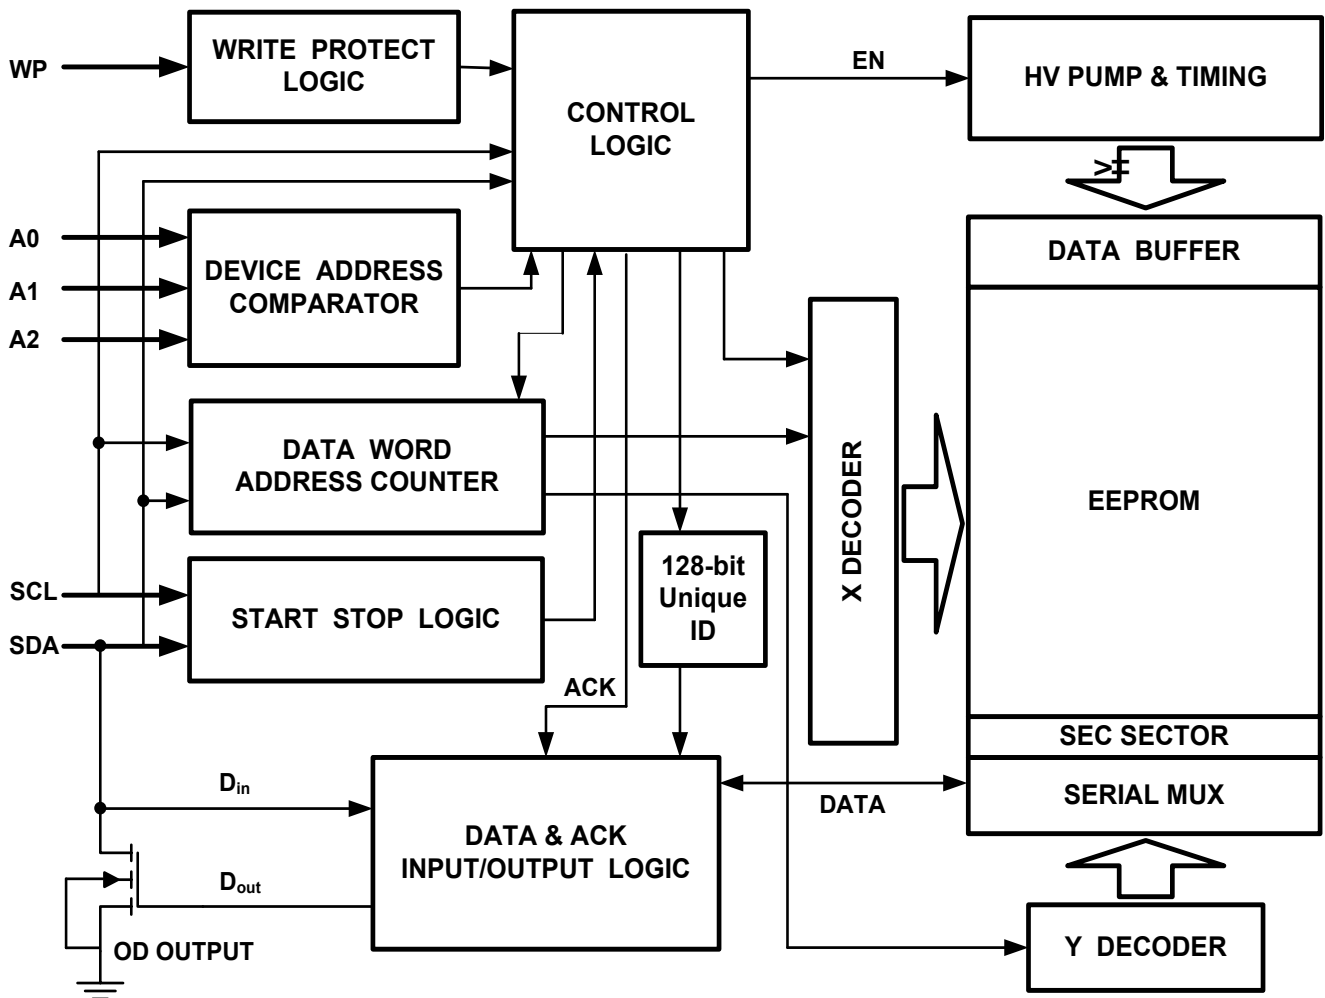 WP
WRITE PROTECT
LOGIC
CONTROL
LOGIC
EN
HV PUMP & TIMING
A0
A1
A2
DEVICE ADDRESS
COMPARATOR
DATA BUFFER
DATA WORD
ADDRESS COUNTER
X DECODER
EEPROM
SCL
SDA
START STOP LOGIC
128-bit
Unique
ID
ACK
SEC SECTOR
SERIAL MUX
Din
DATA
DATA & ACK
INPUT/OUTPUT LOGIC
Dout
OD OUTPUT
Y DECODER